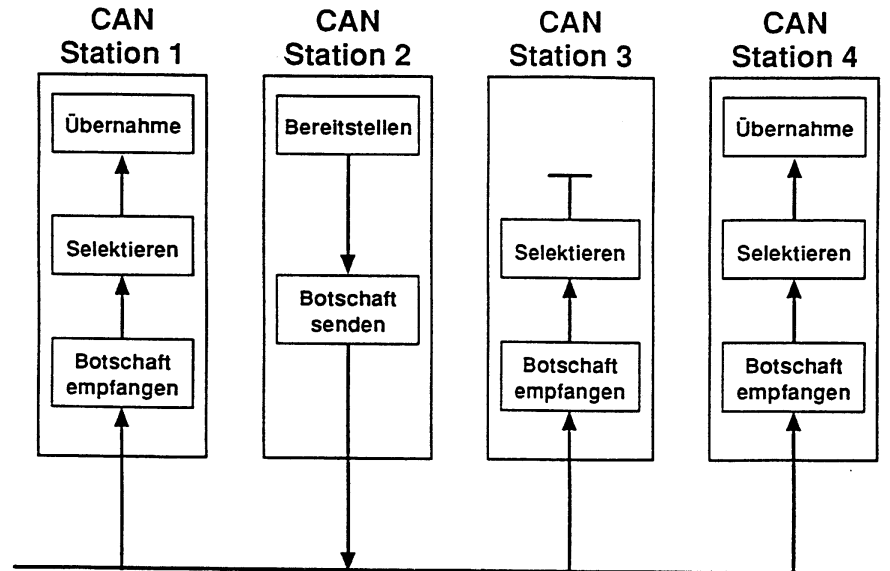 CAN
Station 1
Übernahme
Selektieren
Botschaft
empfangen
CAN
Station 2
Bereitstellen
Botschaft
senden
CAN
Station 3
Selektieren
Botschaft
empfangen
CAN
Station 4
Übernahme
Selektieren
Botschaft
empfangen